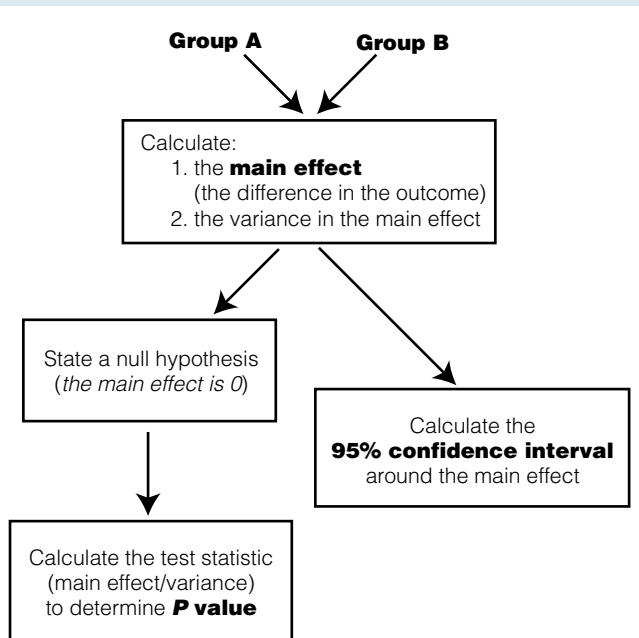 Group A
Group B
Calculate:
1. the main effect
(the difference in the outcome)
2. the variance in the main effect
State a null hypothesis
(the main effect is 0)
Calculate the
95% confidence interval
around the main effect
Calculate the test statistic
(main effect/variance)
to determine P value